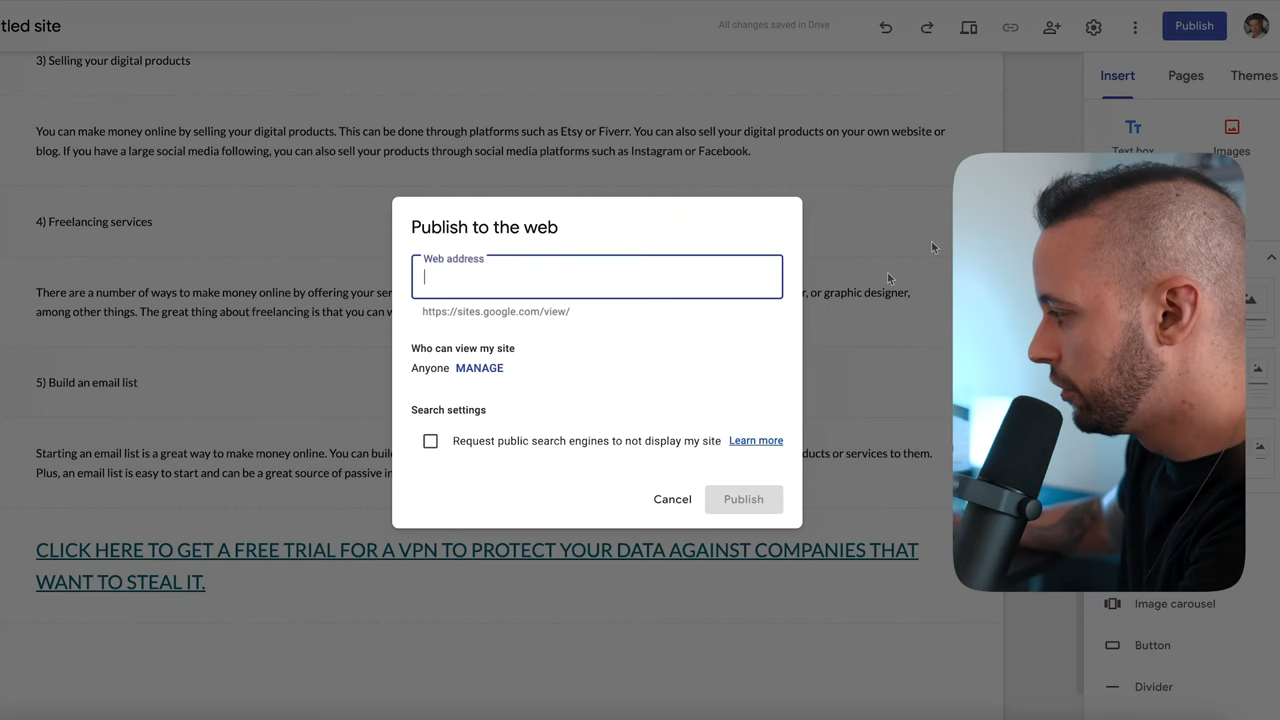 tled site
All changes saved in Drive
Publish
3) Selling your digital products
Insert
Pages
Themes
You can make money online by selling your digital products. This can be done through platforms such as Etsy or Fiverr. You can also sell your digital products on your own website or
blog. If you have a large social media following, you can also sell your products through social media platforms such as Instagram or Facebook.
Text box
Images
4) Freelancing services
Publish to the web
Web address
https://sites.google.com/view/
There are a number of ways to make money online by offering your ser
, or graphic designer,
among other things. The great thing about freelancing is that you can w
Who can view my site
Anyone MANAGE
5) Build an email list
Search settings
Request public search engines to not display my site Learn more
Starting an email list is a great way to make money online. You can buil
ducts or services to them.
Plus, an email list is easy to start and can be a great source of passive in
Cancel
Publish
CLICK HERE TO GET A FREE TRIAL FOR A VPN TO PROTECT YOUR DATA AGAINST COMPANIES THAT
WANT TO STEAL IT.
Image carousel
Button
Divider